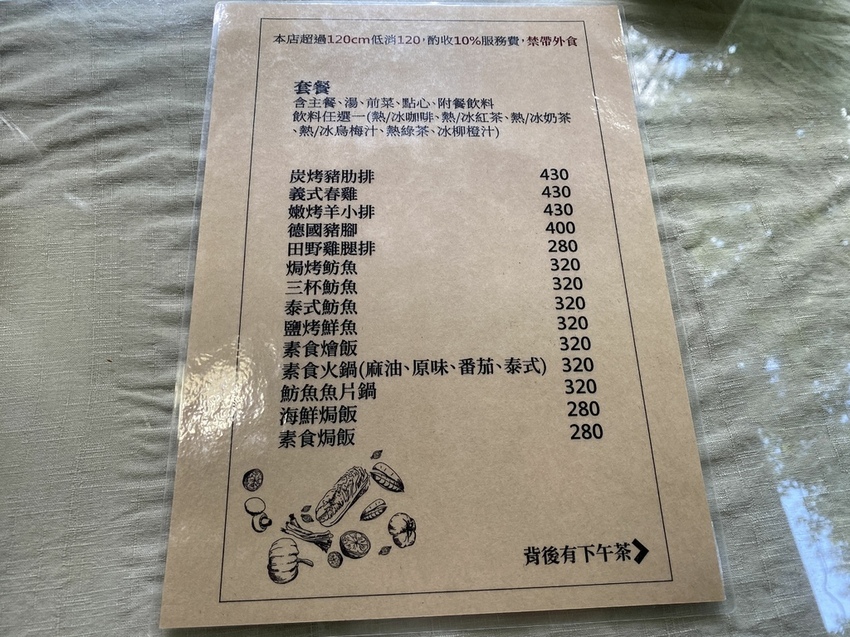 本店超過120cm低消120，酌收10%服務費，禁帶外食
套餐
含主餐、湯、前菜、點心、附餐飲料
飲料任選一(熱/冰咖啡、熱/冰紅茶、熱/冰奶茶
、熱/冰烏梅汁、熱綠茶、冰柳橙汁)
炭烤豬肋排 430
義式春雞 430
嫩烤羊小排 430
德國豬腳 400
田野雞腿排 280
焗烤魴魚 320
三杯魴魚 320
泰式魴魚 320
鹽烤鮮魚 320
素食燴飯 320
素食火鍋(麻油、原味、番茄、泰式) 320
魴魚魚片鍋 320
海鮮焗飯 280
素食焗飯 280
背後有下午茶